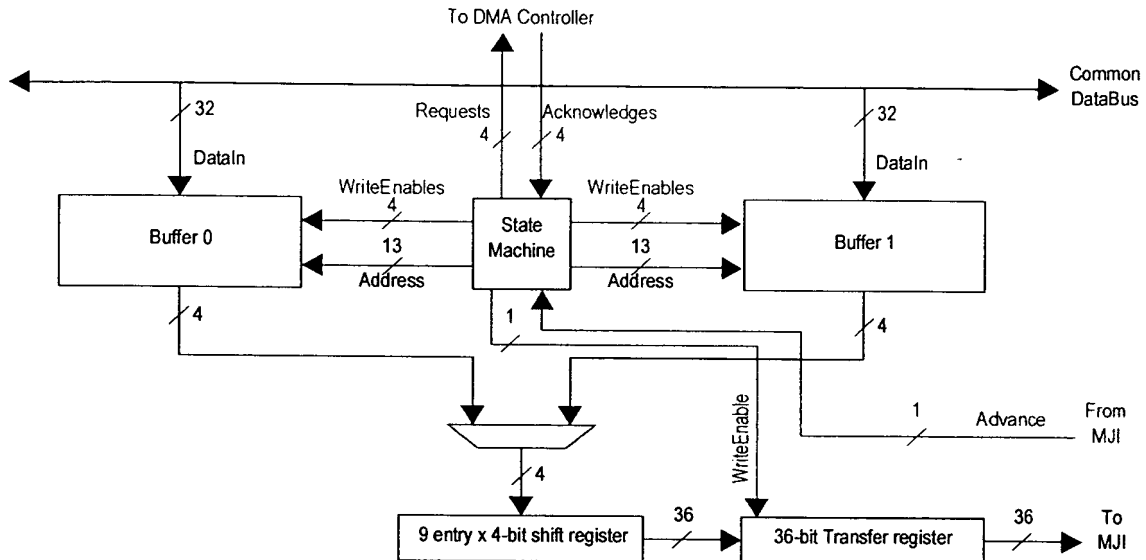 To DMA Controller
Common
DataBus
32
Requests
4
Acknowledges
4
32
DataIn
DataIn
WriteEnables
4
WriteEnables
4
Buffer 0
State
Machine
Buffer 1
13
Address
13
Address
4
1
4
WriteEnable
1
Advance
From
MJI
4
9 entry x 4-bit shift register
36
36-bit Transfer register
36
To
MJI